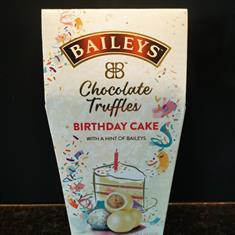 BAILEYS
Chocolate
Truffles
BIRTHDAY CAKE
WITH A HINT OF BAILEYS